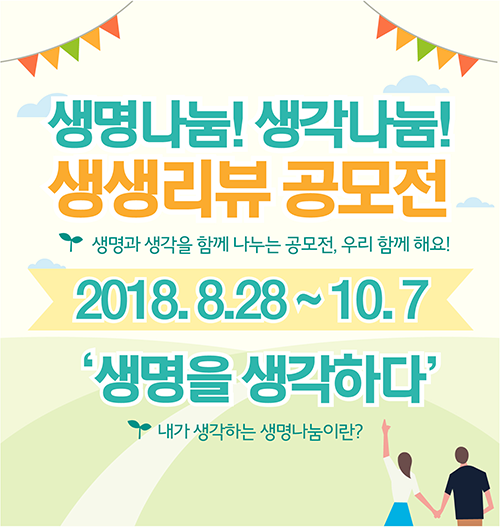 생명나눔! 생각나눔!
생생리뷰 공모전
생명과 생각을 함께 나누는 공모전, 우리 함께 해요!
2018. 8.28 ~ 10. 7
‘생명을 생각하다’
내가 생각하는 생명나눔이란?